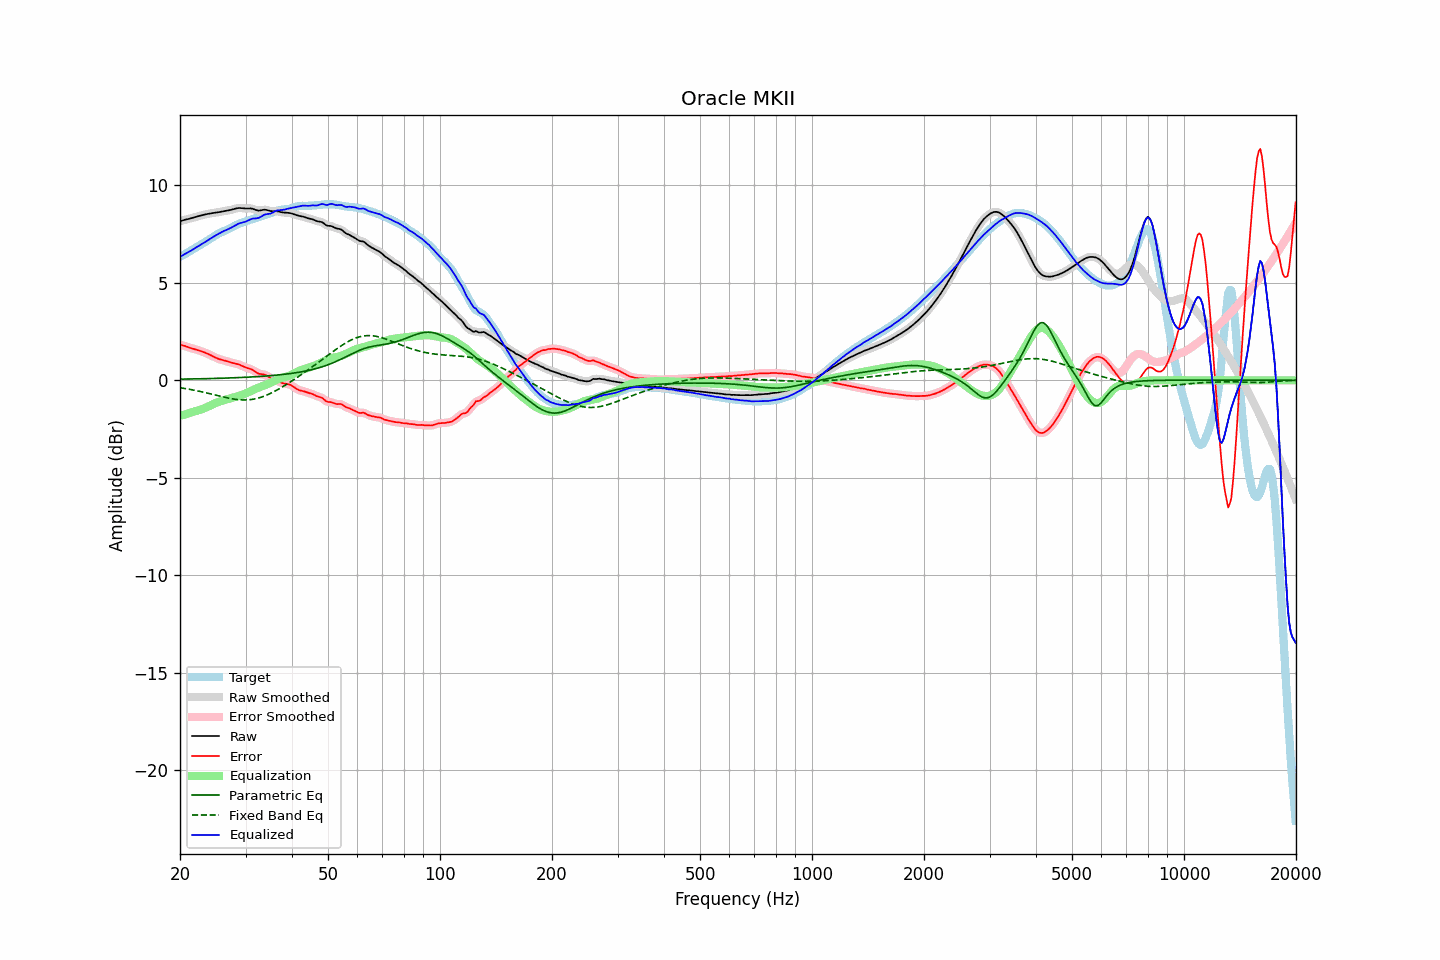 Oracle MKII
Amplitude (dBr)
10
5
0
−5
−10
−15
−20
Target
Raw Smoothed
Error Smoothed
Raw
Error
Equalization
Parametric Eq
Fixed Band Eq
Equalized
20 50 100 200 500 1000 2000 5000 10000 20000
Frequency (Hz)